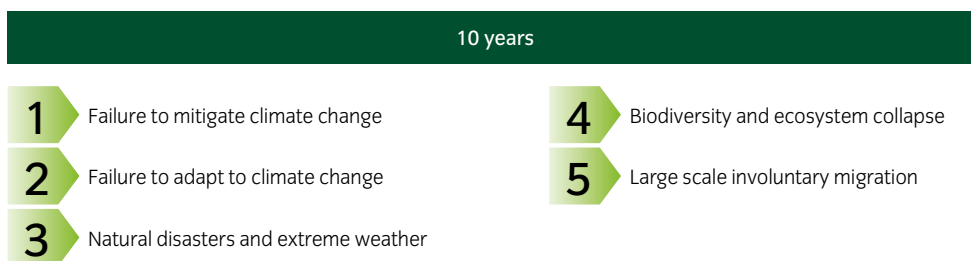 10 years
1 Failure to mitigate climate change
2 Failure to adapt to climate change
3 Natural disasters and extreme weather
4 Biodiversity and ecosystem collapse
5 Large scale involuntary migration